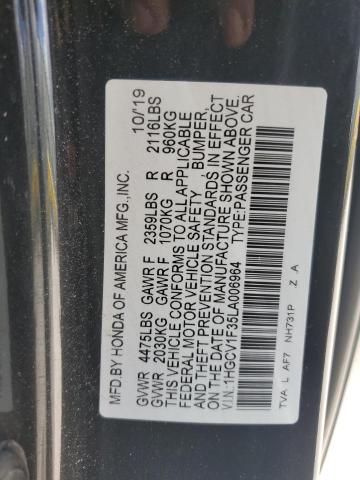 MFD.BY HONDA OF AMERICA MFG.,INC. 10/'19
GVWR 4475LBS GAWR F 2359LBS R 2116LBS
GVWR 2030KG GAWR F 1070KG R 960KG
THIS VEHICLE CONFORMS TO ALL APPLICABLE
FEDERAL MOTOR VEHICLE SAFETY BUMPER,
AND THEFT PREVENTION STANDARDS IN EFFECT
ON THE DATE OF MANUFACTURE SHOWN ABOVE.
V.I.N.:1HGCV1F35LA006964 TYPE:PASSENGER CAR
TVA L AF7 NH731P .Z .A